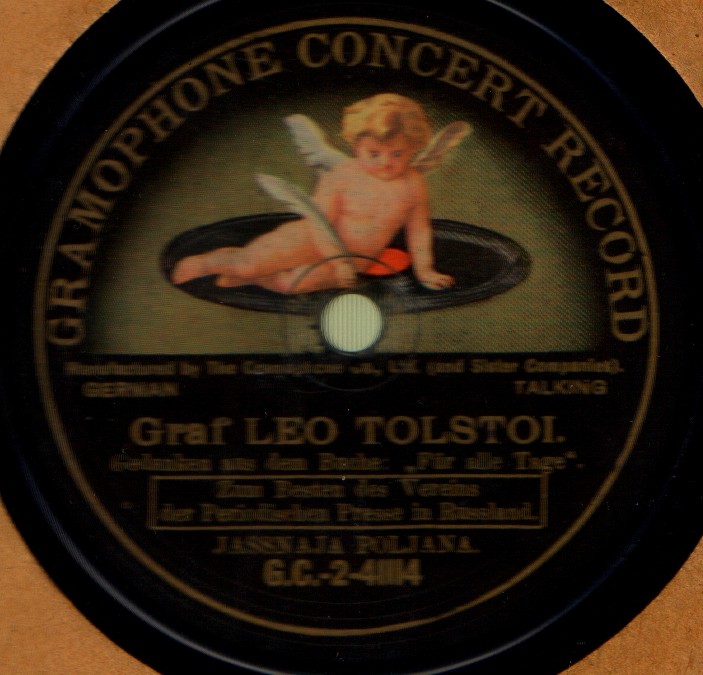 GRAMOPHONE CONCERT RECORD
Manufactured by The Gramophone Co., Ltd. (and Sister Companies).
GERMAN TALKING
Graf LEO TOLSTOI.
Gedanken aus dem Buche: „Für alle Tage“.
Zum Besten des Vereins
der Periodischen Presse in Russland.
JASSNAJA POLJANA.
G.C.-2-41114